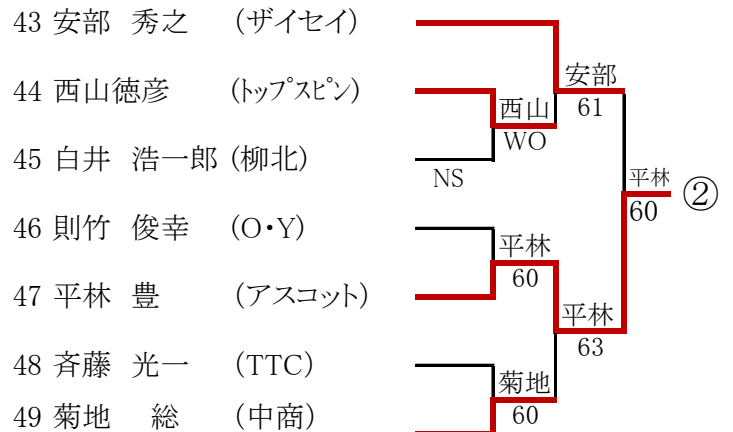 43 安部 秀之 (ザイセイ)
安部
61
44 西山徳彦 (トップスピン)
西山
WO
45 白井 浩一郎 (柳北)
NS
平林 ②
60
46 則竹 俊幸 (O・Y)
平林
60
47 平林 豊 (アスコット)
平林
63
48 斉藤 光一 (TTC)
菊地
60
49 菊地 総 (中商)